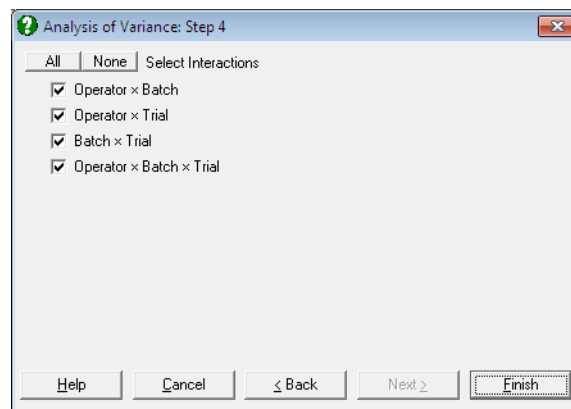 Analysis of Variance: Step 4
All None Select Interactions
Operator × Batch
Operator × Trial
Batch × Trial
Operator × Batch × Trial
Help Cancel < Back Next > Finish